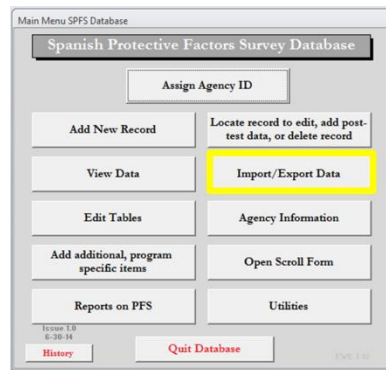 Main Menu SPFS Database
Spanish Protective Factors Survey Database
Assign Agency ID
Add New Record
Locate record to edit, add post-
test data, or delete record
View Data
Import/Export Data
Edit Tables
Agency Information
Add additional, program
specific items
Open Scroll Form
Reports on PFS
Utilities
Issue 1.0
6-30-14
History
Quit Database